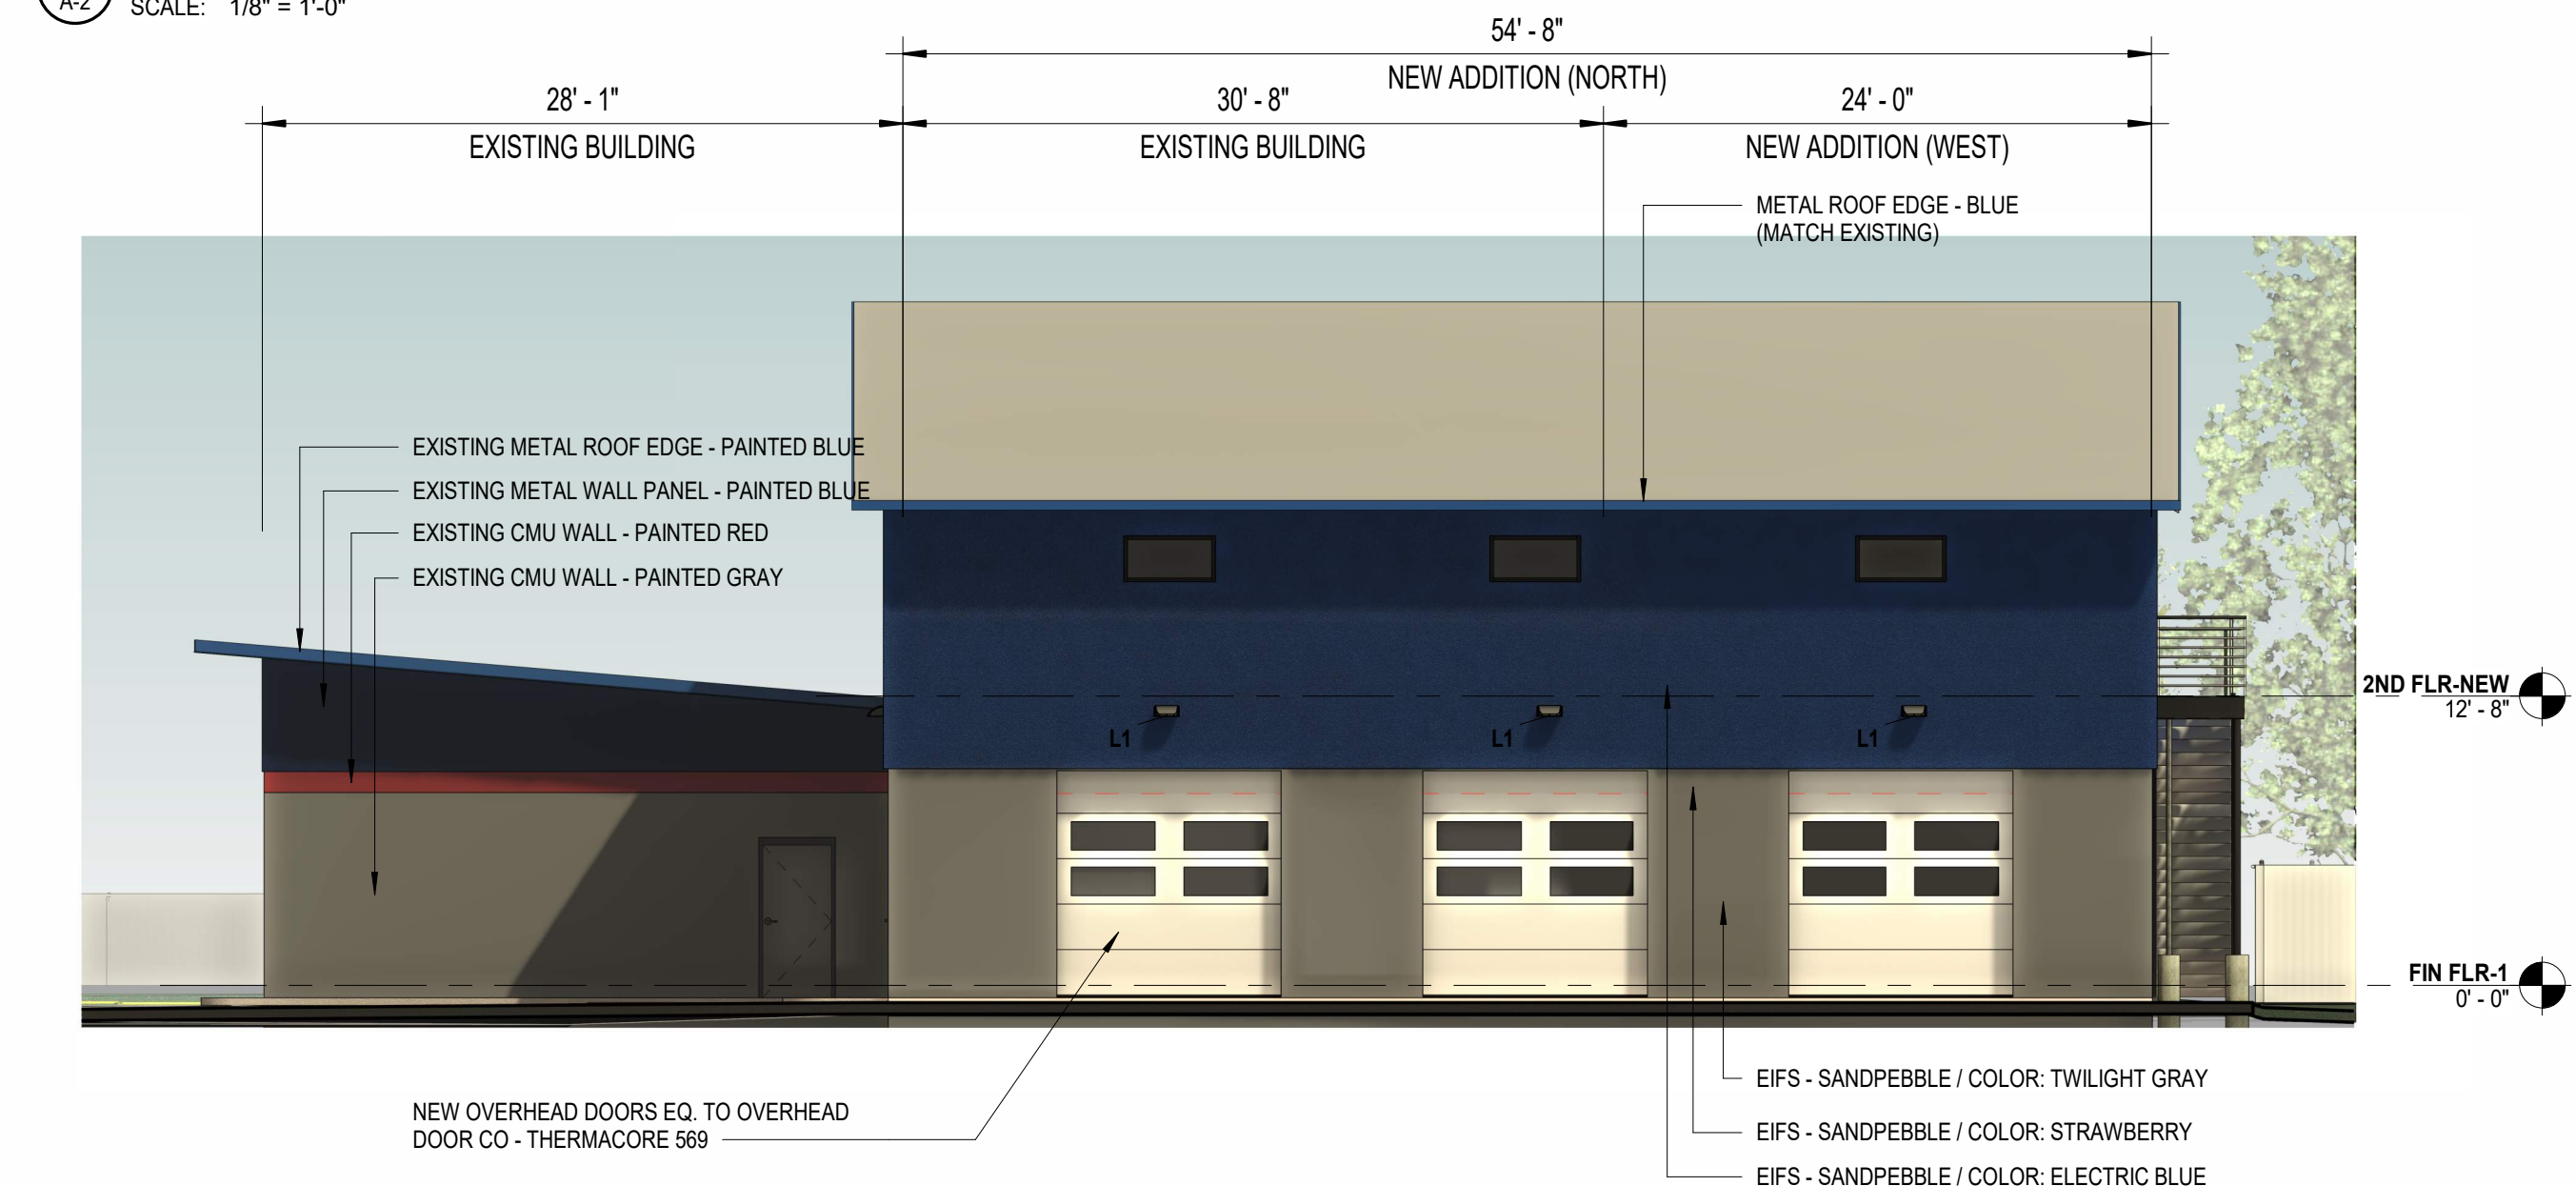 A-2
SCALE: 1/8" = 1'-0"
54' - 8"
NEW ADDITION (NORTH)
28' - 1"
30' - 8"
24' - 0"
EXISTING BUILDING
EXISTING BUILDING
NEW ADDITION (WEST)
METAL ROOF EDGE - BLUE
(MATCH EXISTING)
EXISTING METAL ROOF EDGE - PAINTED BLUE
EXISTING METAL WALL PANEL - PAINTED BLUE
EXISTING CMU WALL - PAINTED RED
EXISTING CMU WALL - PAINTED GRAY
2ND FLR-NEW
12' - 8"
L1
L1
L1
FIN FLR-1
0' - 0"
NEW OVERHEAD DOORS EQ. TO OVERHEAD
DOOR CO - THERMACORE 569
EIFS - SANDPEBBLE / COLOR: TWILIGHT GRAY
EIFS - SANDPEBBLE / COLOR: STRAWBERRY
EIFS - SANDPEBBLE / COLOR: ELECTRIC BLUE